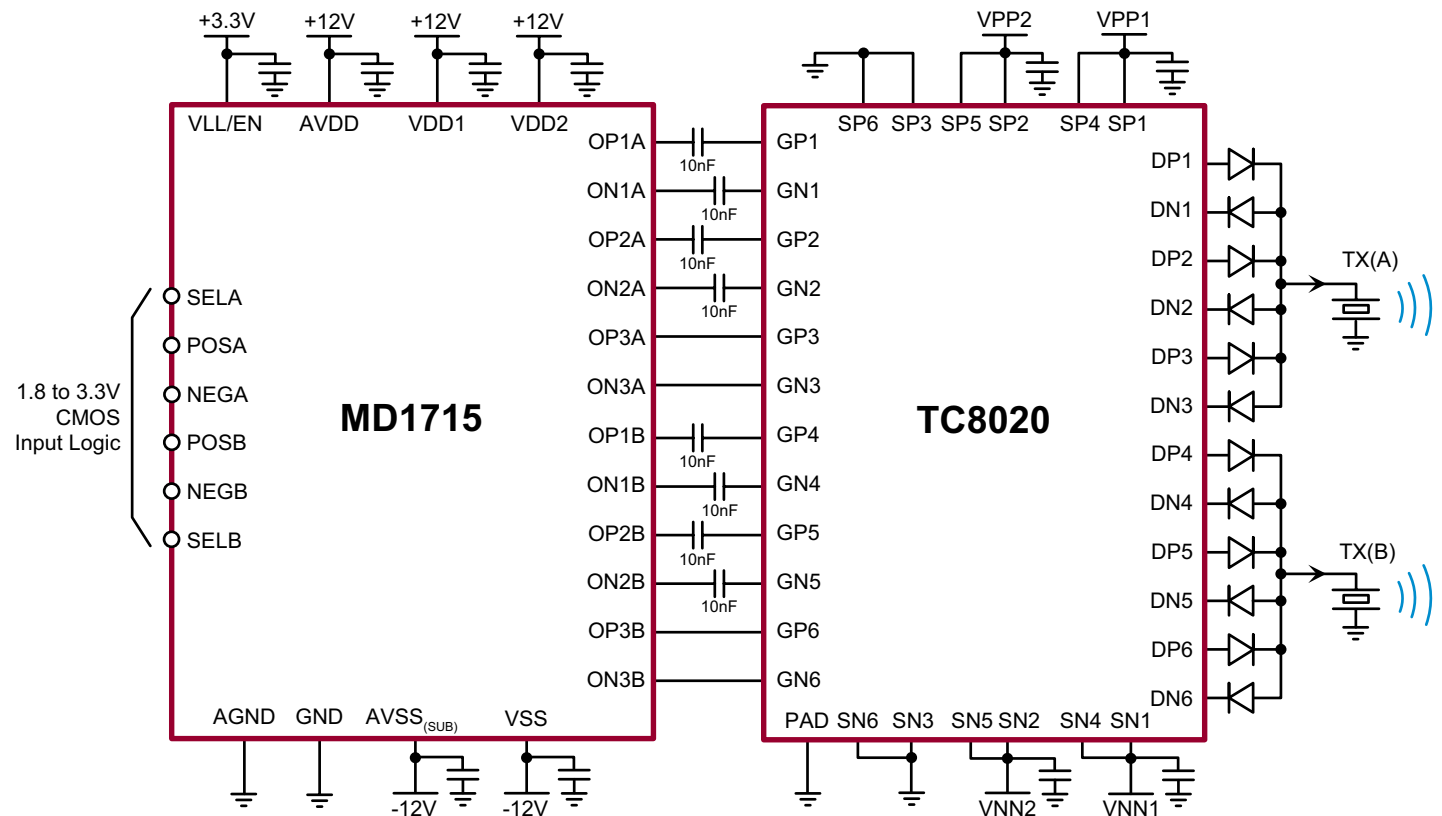 +3.3V +12V +12V +12V VPP2 VPP1
VLL/EN AVDD VDD1 VDD2
SP6 SP3 SP5 SP2 SP4 SP1
OP1A 10nF GP1
ON1A 10nF GN1
OP2A 10nF GP2
ON2A 10nF GN2
OP3A GP3
ON3A GN3
OP1B 10nF GP4
ON1B 10nF GN4
OP2B 10nF GP5
ON2B 10nF GN5
OP3B GP6
ON3B GN6
DP1
DN1
DP2
DN2
DP3
DN3
DP4
DN4
DP5
DN5
DP6
DN6
TX(A)
TX(B)
SELA
POSA
NEGA
POSB
NEGB
SELB
1.8 to 3.3V
CMOS
Input Logic
MD1715
TC8020
AGND GND AVSS(SUB) VSS
PAD SN6 SN3 SN5 SN2 SN4 SN1
-12V -12V VNN2 VNN1